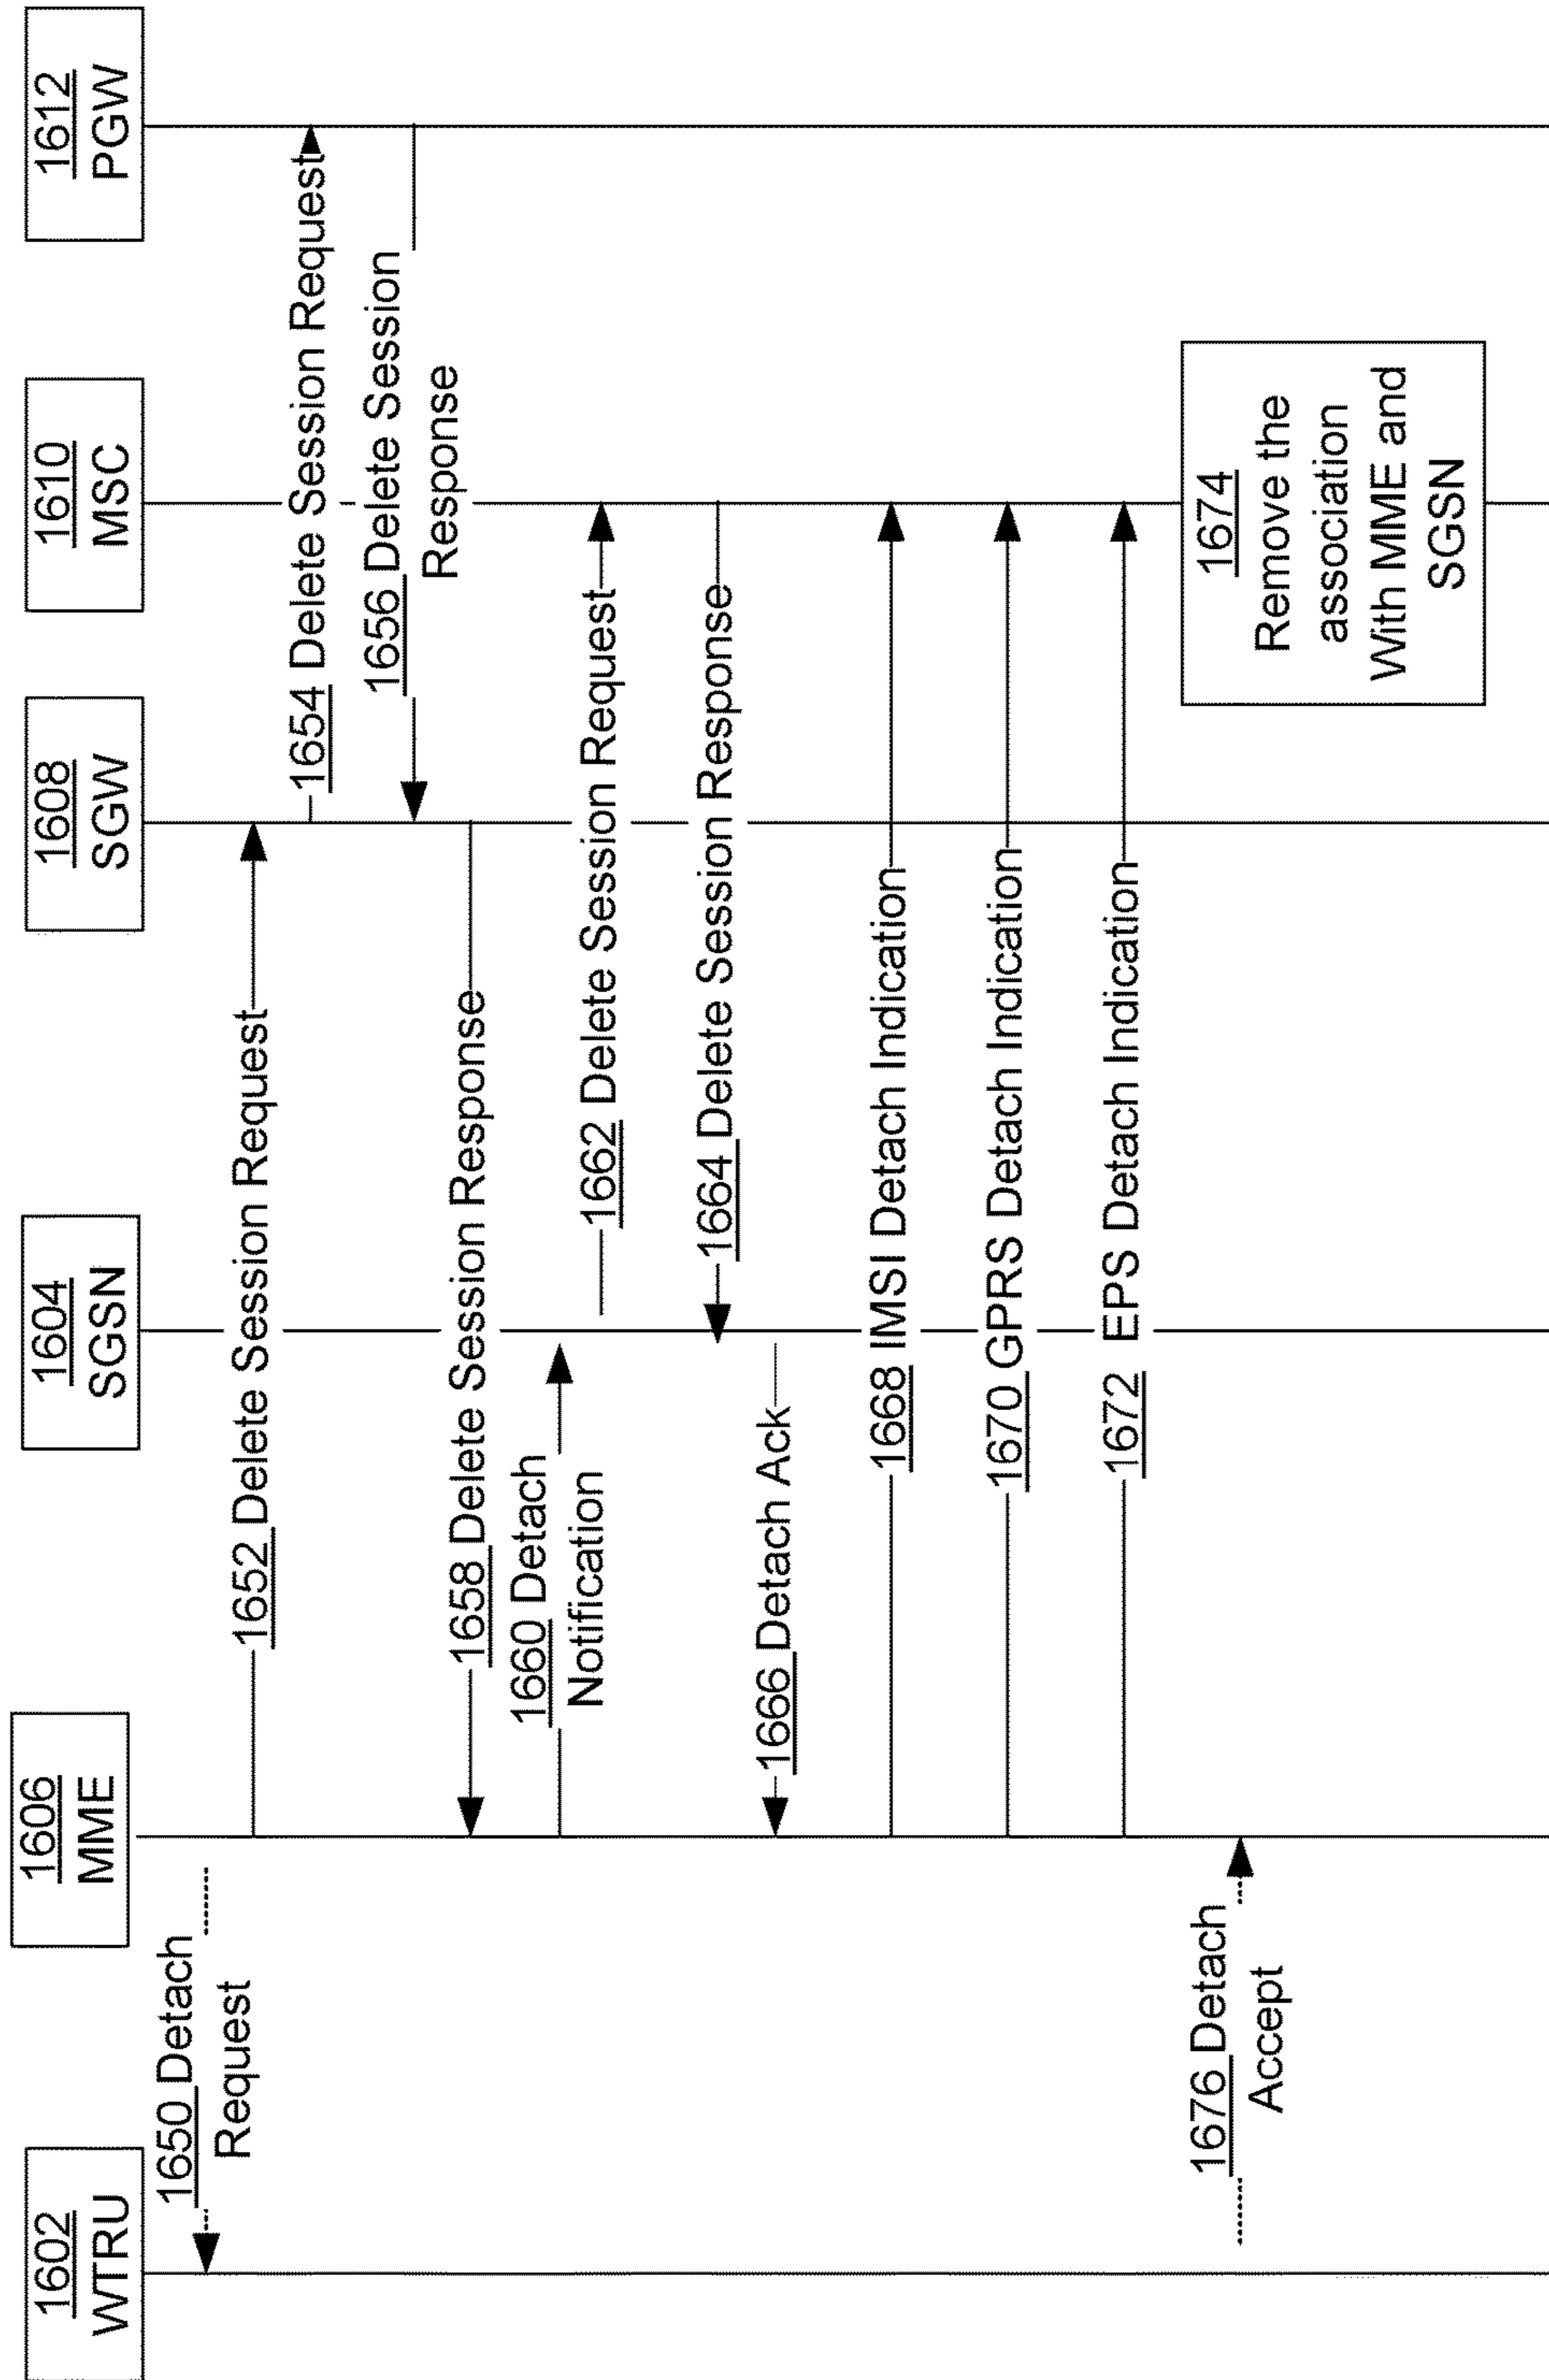 1602
WTRU
1606
MME
1604
SGSN
1608
SGW
1610
MSC
1612
PGW
1650 Detach
Request
1652 Delete Session Request
1654 Delete Session Request
1656 Delete Session
Response
1658 Delete Session Response
1660 Detach
Notification
1662 Delete Session Request
1664 Delete Session Response
1666 Detach Ack
1668 IMSI Detach Indication
1670 GPRS Detach Indication
1672 EPS Detach Indication
1674
Remove the
association
With MME and
SGSN
1676 Detach
Accept